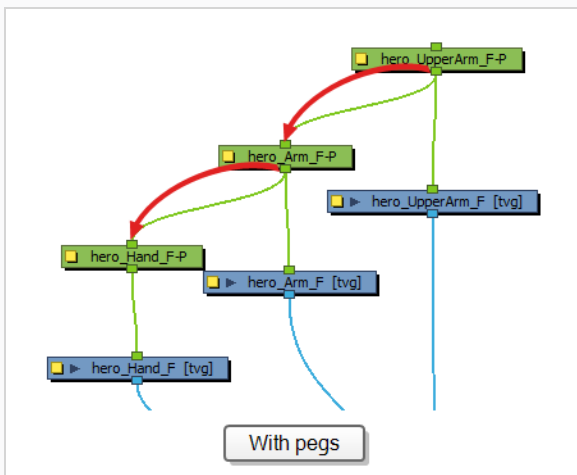 hero_UpperArm_F-P
hero_Arm_F-P
hero_UpperArm_F [tvg]
hero_Hand_F-P
hero_Arm_F [tvg]
hero_Hand_F [tvg]
With pegs